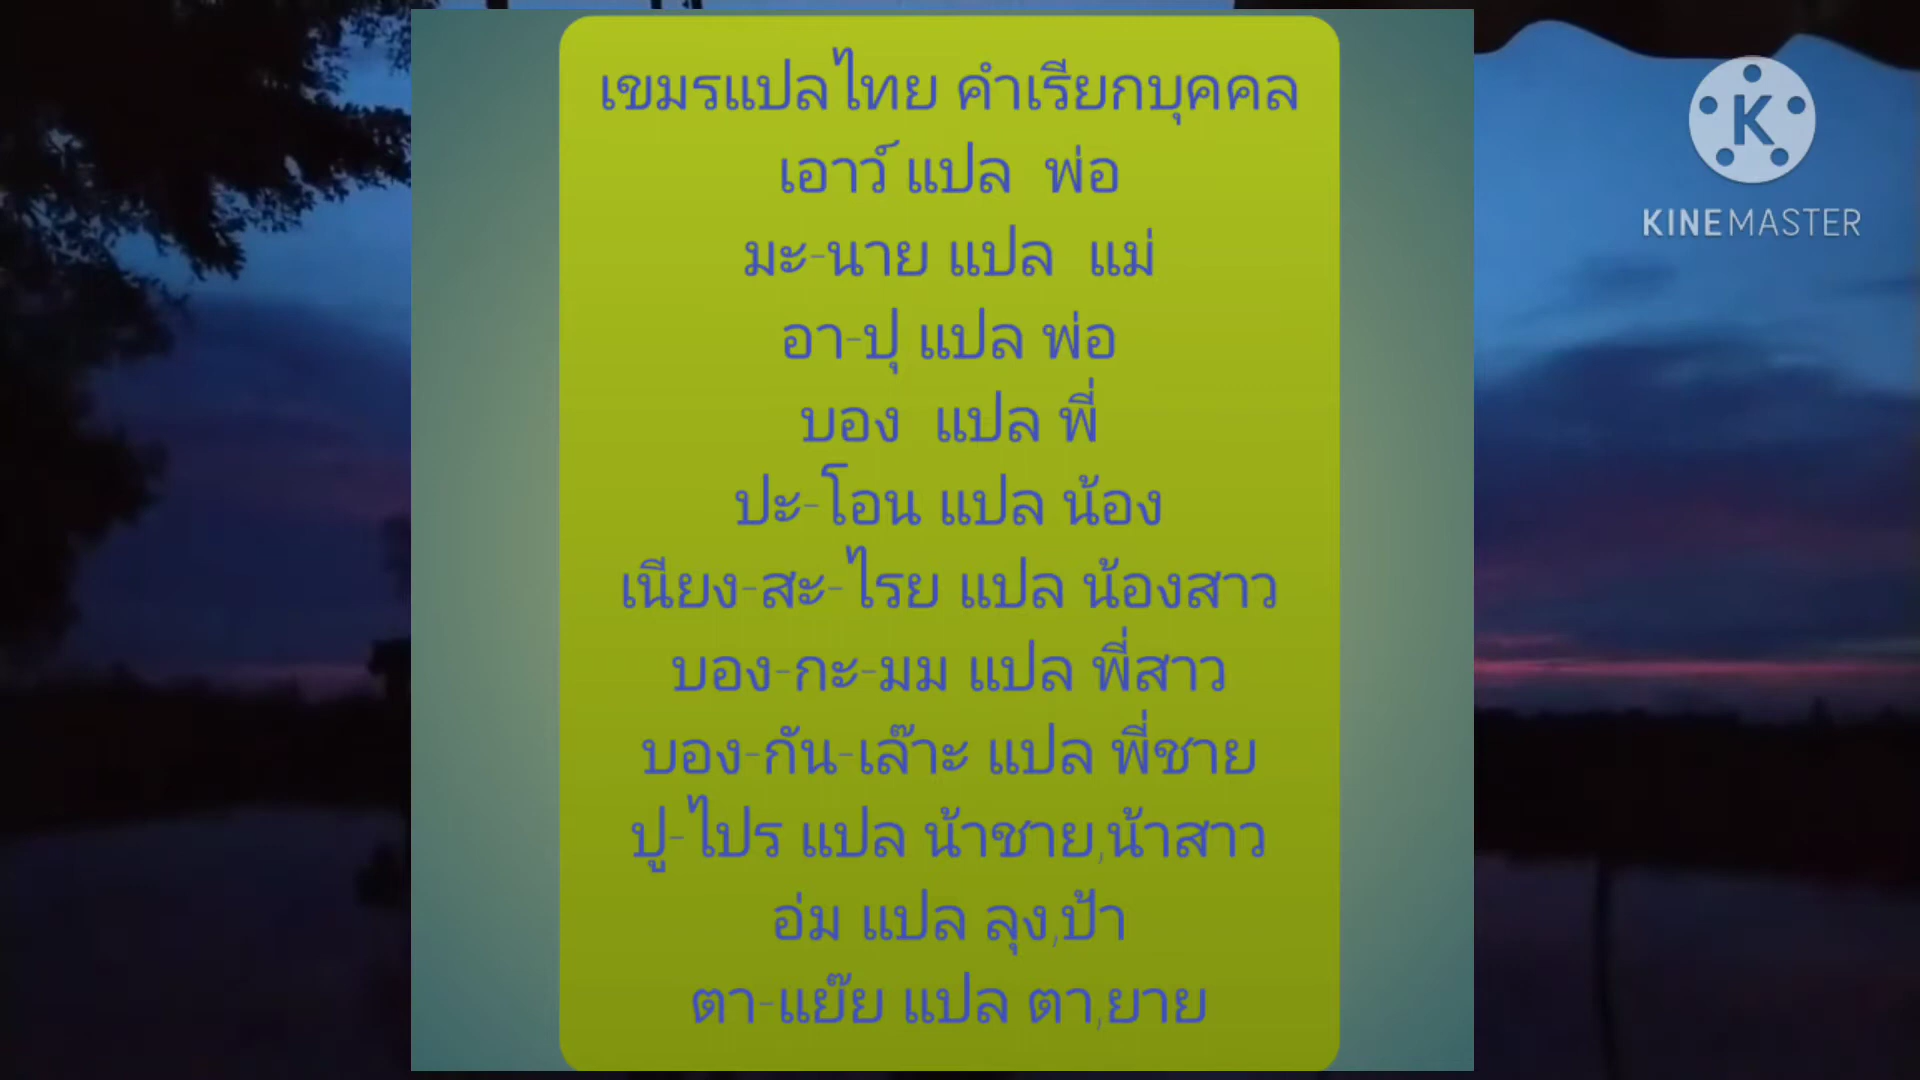 เขมรแปลไทย คำเรียกบุคคล
เอาว์ แปล พ่อ
มะ-นาย แปล แม่
อา-ปุ แปล พ่อ
บอง แปล พี่
ปะ-โอน แปล น้อง
เนียง-สะ-ไรย แปล น้องสาว
บอง-กะ-มม แปล พี่สาว
บอง-กัน-เล๊าะ แปล พี่ชาย
ปู-ไปร แปล น้าชาย,น้าสาว
อ่ม แปล ลุง,ป้า
ตา-แย๊ย แปล ตา,ยาย
K
KINEMASTER